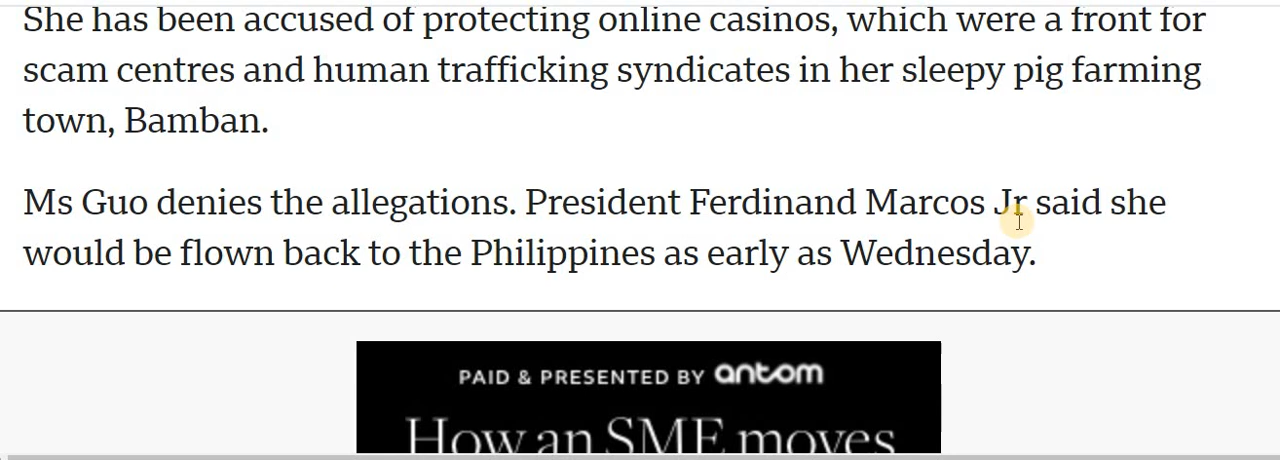 She has been accused of protecting online casinos, which were a front for
scam centres and human trafficking syndicates in her sleepy pig farming
town, Bamban.
Ms Guo denies the allegations. President Ferdinand Marcos Jr said she
would be flown back to the Philippines as early as Wednesday.
PAID & PRESENTED BY antom
How an SME moves